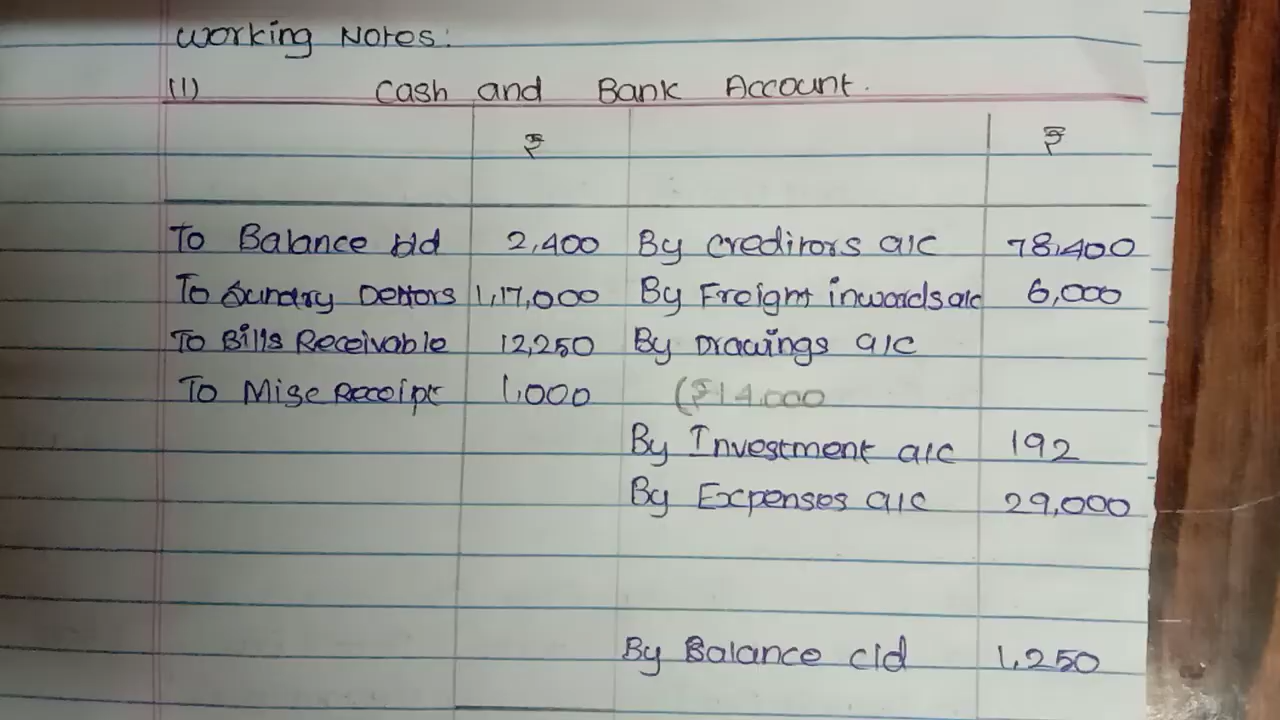 Working Notes:
(1) Cash and Bank Account.
₹ ₹
To Balance b/d 2,400 By Creditors a/c 78,400
To Sundry Debtors 1,17,000 By Freight inwards a/c 6,000
To Bills Receivable 12,250 By Drawings a/c
To Misc Receipt 1,000 (₹14,000
By Investment a/c 192
By Expenses a/c 29,000
By Balance c/d 1,250